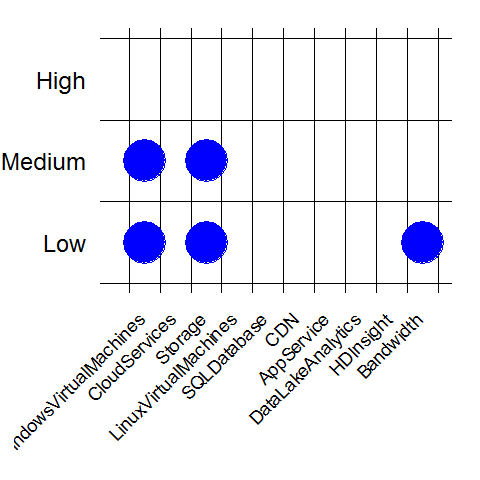 High
Medium
Low
ndowsVirtualMachines
CloudServices
Storage
LinuxVirtualMachines
SQLDatabase
CDN
AppService
DataLakeAnalytics
HDInsight
Bandwidth